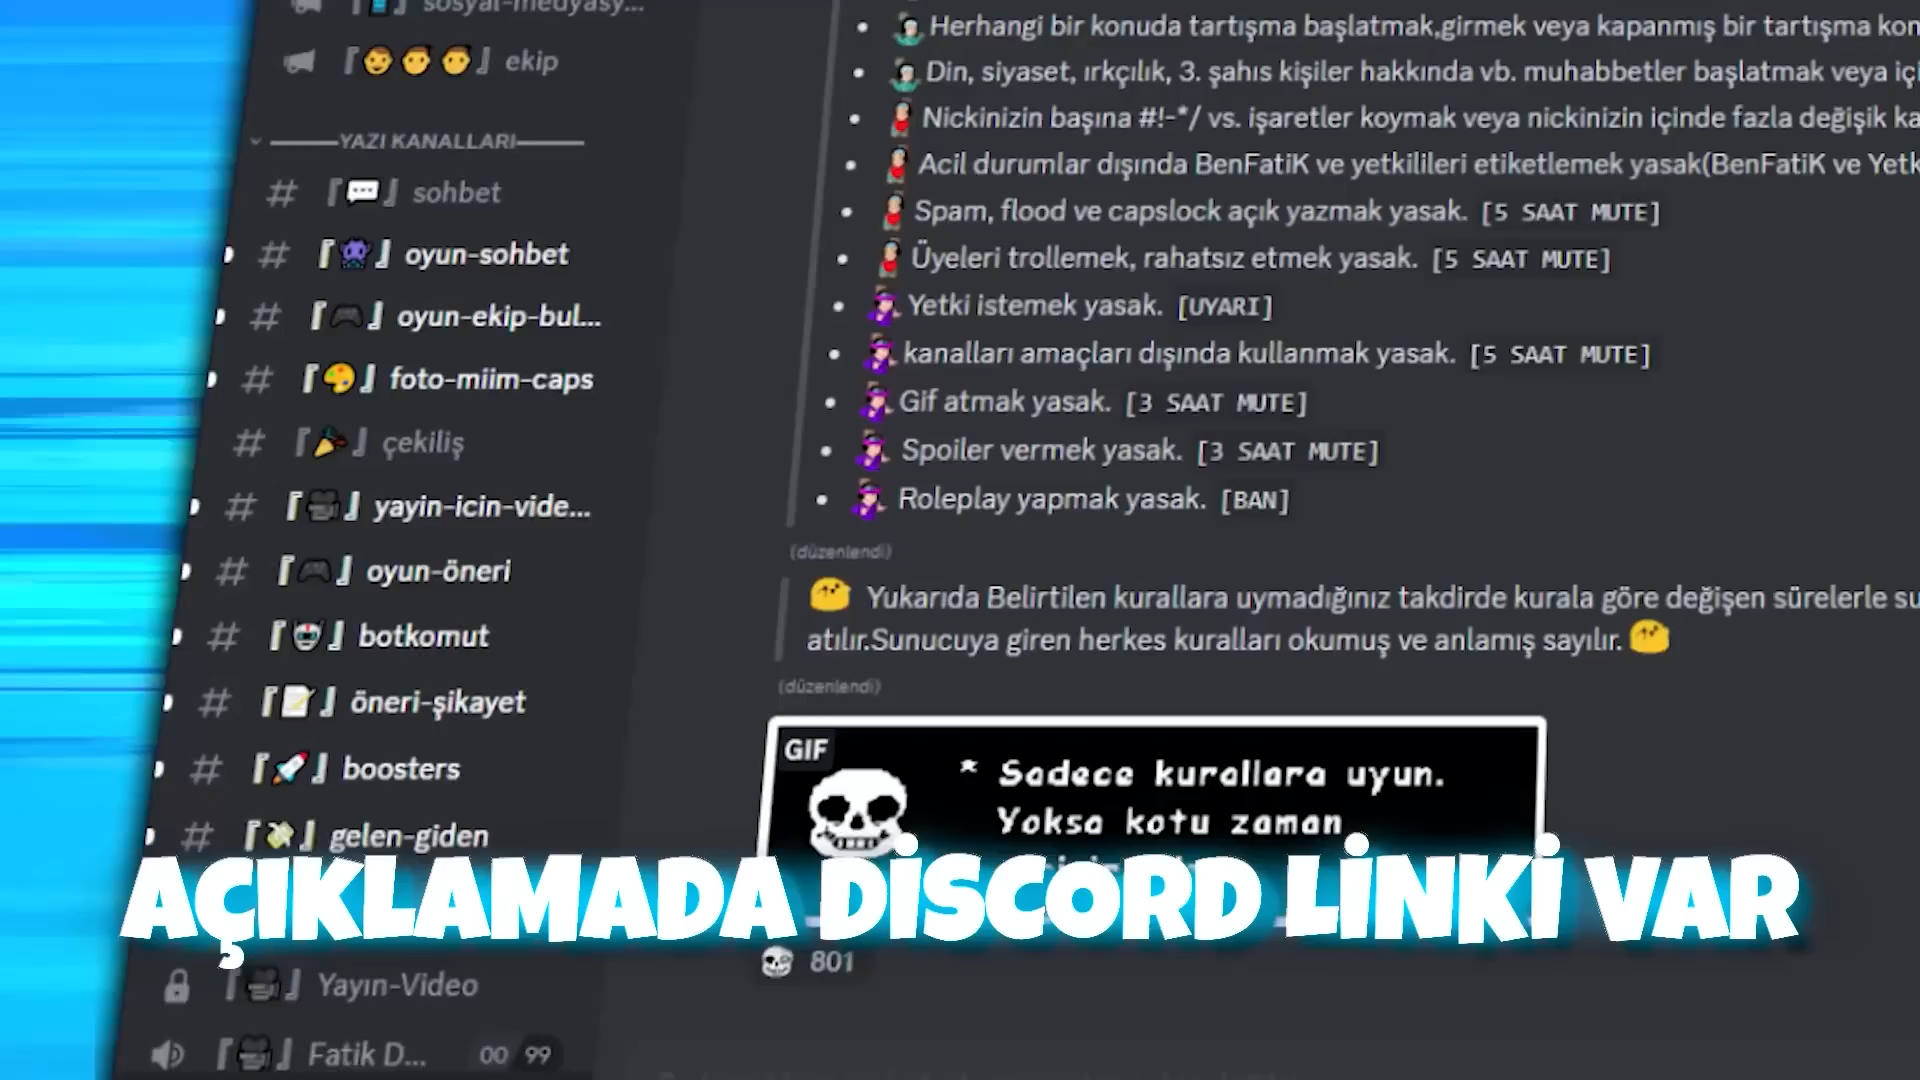 sosyal-medyasy...
ekip
YAZI KANALLARI
# sohbet
# oyun-sohbet
# oyun-ekip-bul...
# foto-miim-caps
# çekiliş
# yayin-icin-vide...
# oyun-öneri
# botkomut
# öneri-şikayet
# boosters
# gelen-giden
Yayın-Video
Fatik D... 00 99
Herhangi bir konuda tartışma başlatmak,girmek veya kapanmış bir tartışma
Din, siyaset, ırkçılık, 3. şahıs kişiler hakkında vb. muhabbetler başlatmak veya
Nickinizin başına #!-*/ vs. işaretler koymak veya nickinizin içinde fazla değişik
Acil durumlar dışında BenFatiK ve yetkilileri etiketlemek yasak(BenFatiK ve
Spam, flood ve capslock açık yazmak yasak. [5 SAAT MUTE]
Üyeleri trollemek, rahatsız etmek yasak. [5 SAAT MUTE]
Yetki istemek yasak. [UYARI]
kanalları amaçları dışında kullanmak yasak. [5 SAAT MUTE]
Gif atmak yasak. [3 SAAT MUTE]
Spoiler vermek yasak. [3 SAAT MUTE]
Roleplay yapmak yasak. [BAN]
(düzenlendi)
Yukarıda Belirtilen kurallara uymadığınız takdirde kurala göre değişen sürelerle
atılır.Sunucuya giren herkes kuralları okumuş ve anlamış sayılır.
(düzenlendi)
GIF
* Sadece kurallara uyun.
Yoksa kotu zaman
AÇIKLAMADA DİSCORD LİNKİ VAR
801